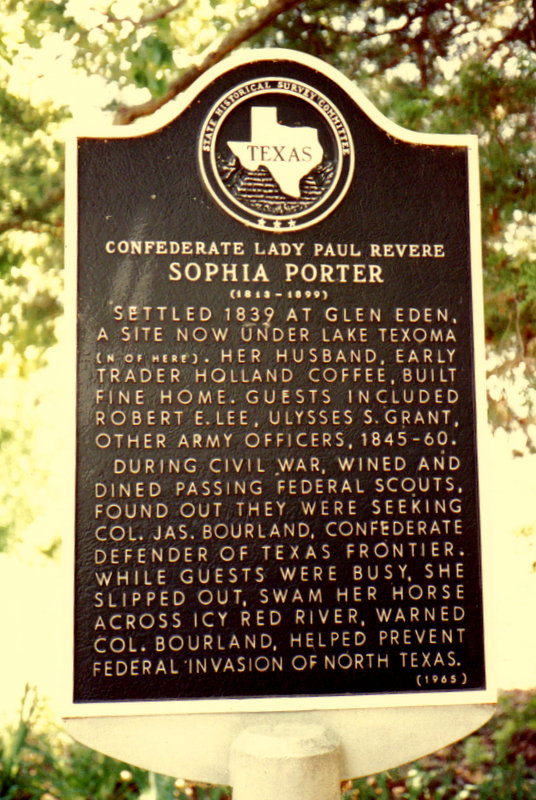 STATE HISTORICAL SURVEY COMMITTEE
TEXAS
CONFEDERATE LADY PAUL REVERE
SOPHIA PORTER
(1813-1899)
SETTLED 1839 AT GLEN EDEN,
A SITE NOW UNDER LAKE TEXOMA
(N OF HERE). HER HUSBAND, EARLY
TRADER HOLLAND COFFEE, BUILT
FINE HOME. GUESTS INCLUDED
ROBERT E. LEE, ULYSSES S. GRANT,
OTHER ARMY OFFICERS, 1845-60.
DURING CIVIL WAR, WINED AND
DINED PASSING FEDERAL SCOUTS,
FOUND OUT THEY WERE SEEKING
COL. JAS. BOURLAND, CONFEDERATE
DEFENDER OF TEXAS FRONTIER.
WHILE GUESTS WERE BUSY, SHE
SLIPPED OUT, SWAM HER HORSE
ACROSS ICY RED RIVER, WARNED
COL. BOURLAND, HELPED PREVENT
FEDERAL INVASION OF NORTH TEXAS.
(1965)